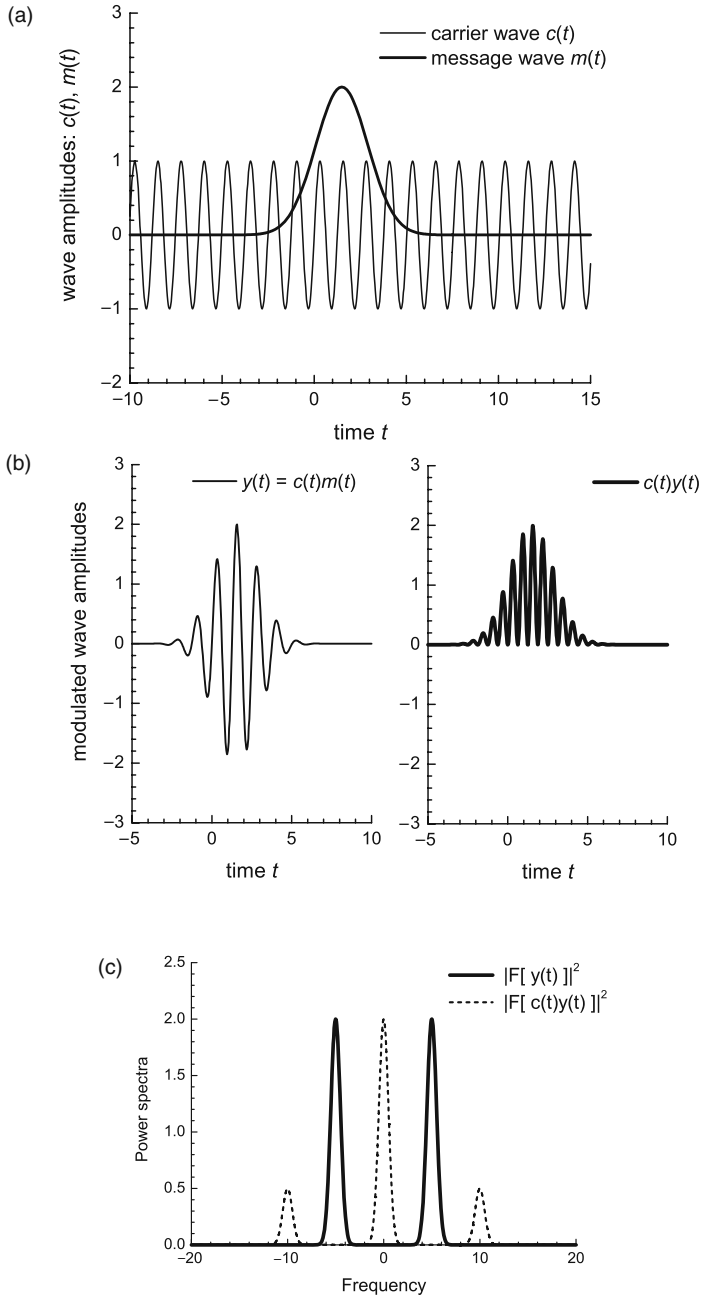 (a)
3
2
1
0
−1
−2
wave amplitudes: c(t), m(t)
carrier wave c(t)
message wave m(t)
−10 −5 0 5 10 15
time t
(b)
3
2
1
0
−1
−2
−3
modulated wave amplitudes
y(t) = c(t)m(t)
−5 0 5 10
time t
3
2
1
0
−1
−2
−3
c(t)y(t)
−5 0 5 10
time t
(c)
2.5
2.0
1.5
1.0
0.5
0.0
Power spectra
|F[ y(t) ]|²
|F[ c(t)y(t) ]|²
−20 −10 0 10 20
Frequency